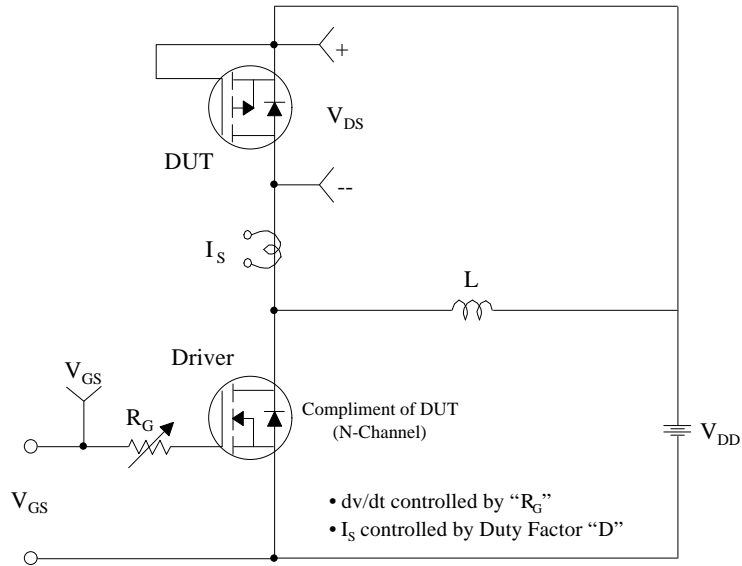 +
V_DS
DUT
--
I_S
L
Driver
V_GS
R_G
Compliment of DUT
(N-Channel)
V_DD
V_GS
• dv/dt controlled by “R_G”
• I_S controlled by Duty Factor “D”